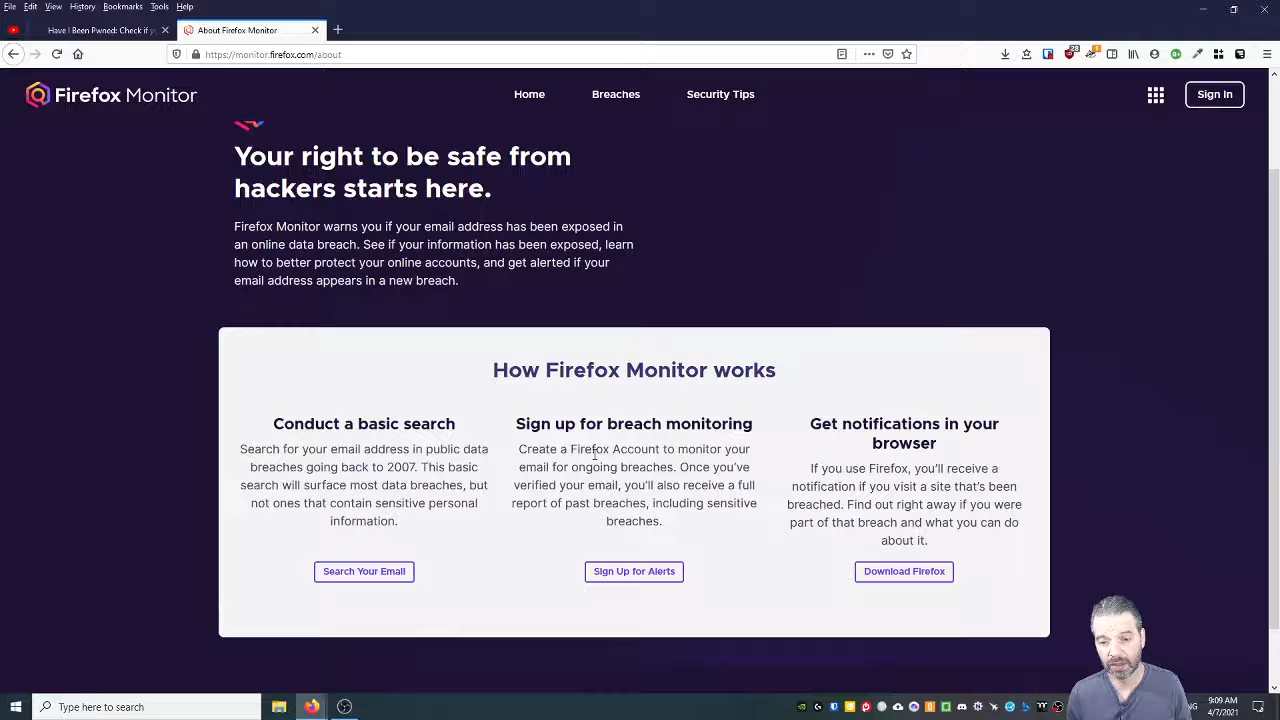 File Edit View History Bookmarks Tools Help
Have I Been Pwned: Check if y
About Firefox Monitor
https://monitor.firefox.com/about
Firefox Monitor
Home Breaches Security Tips
Sign In
Your right to be safe from
hackers starts here.
Firefox Monitor warns you if your email address has been exposed in
an online data breach. See if your information has been exposed, learn
how to better protect your online accounts, and get alerted if your
email address appears in a new breach.
How Firefox Monitor works
Conduct a basic search
Search for your email address in public data
breaches going back to 2007. This basic
search will surface most data breaches, but
not ones that contain sensitive personal
information.
Search Your Email
Sign up for breach monitoring
Create a Firefox Account to monitor your
email for ongoing breaches. Once you've
verified your email, you'll also receive a full
report of past breaches, including sensitive
breaches.
Sign Up for Alerts
Get notifications in your
browser
If you use Firefox, you'll receive a
notification if you visit a site that's been
breached. Find out right away if you were
part of that breach and what you can do
about it.
Download Firefox
Type here to search
9:09 AM
4/7/2021